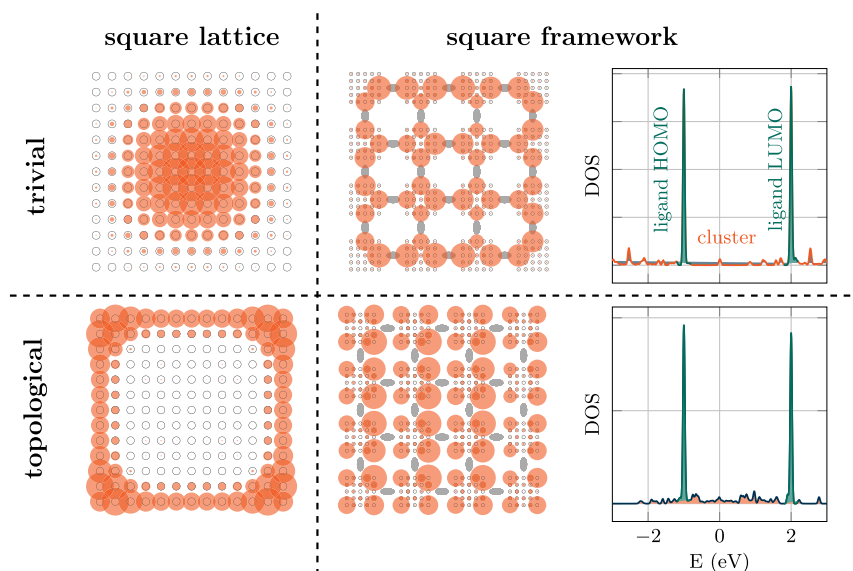 square lattice
square framework
trivial
DOS
ligand HOMO
cluster
ligand LUMO
topological
DOS
−2
0
2
E (eV)